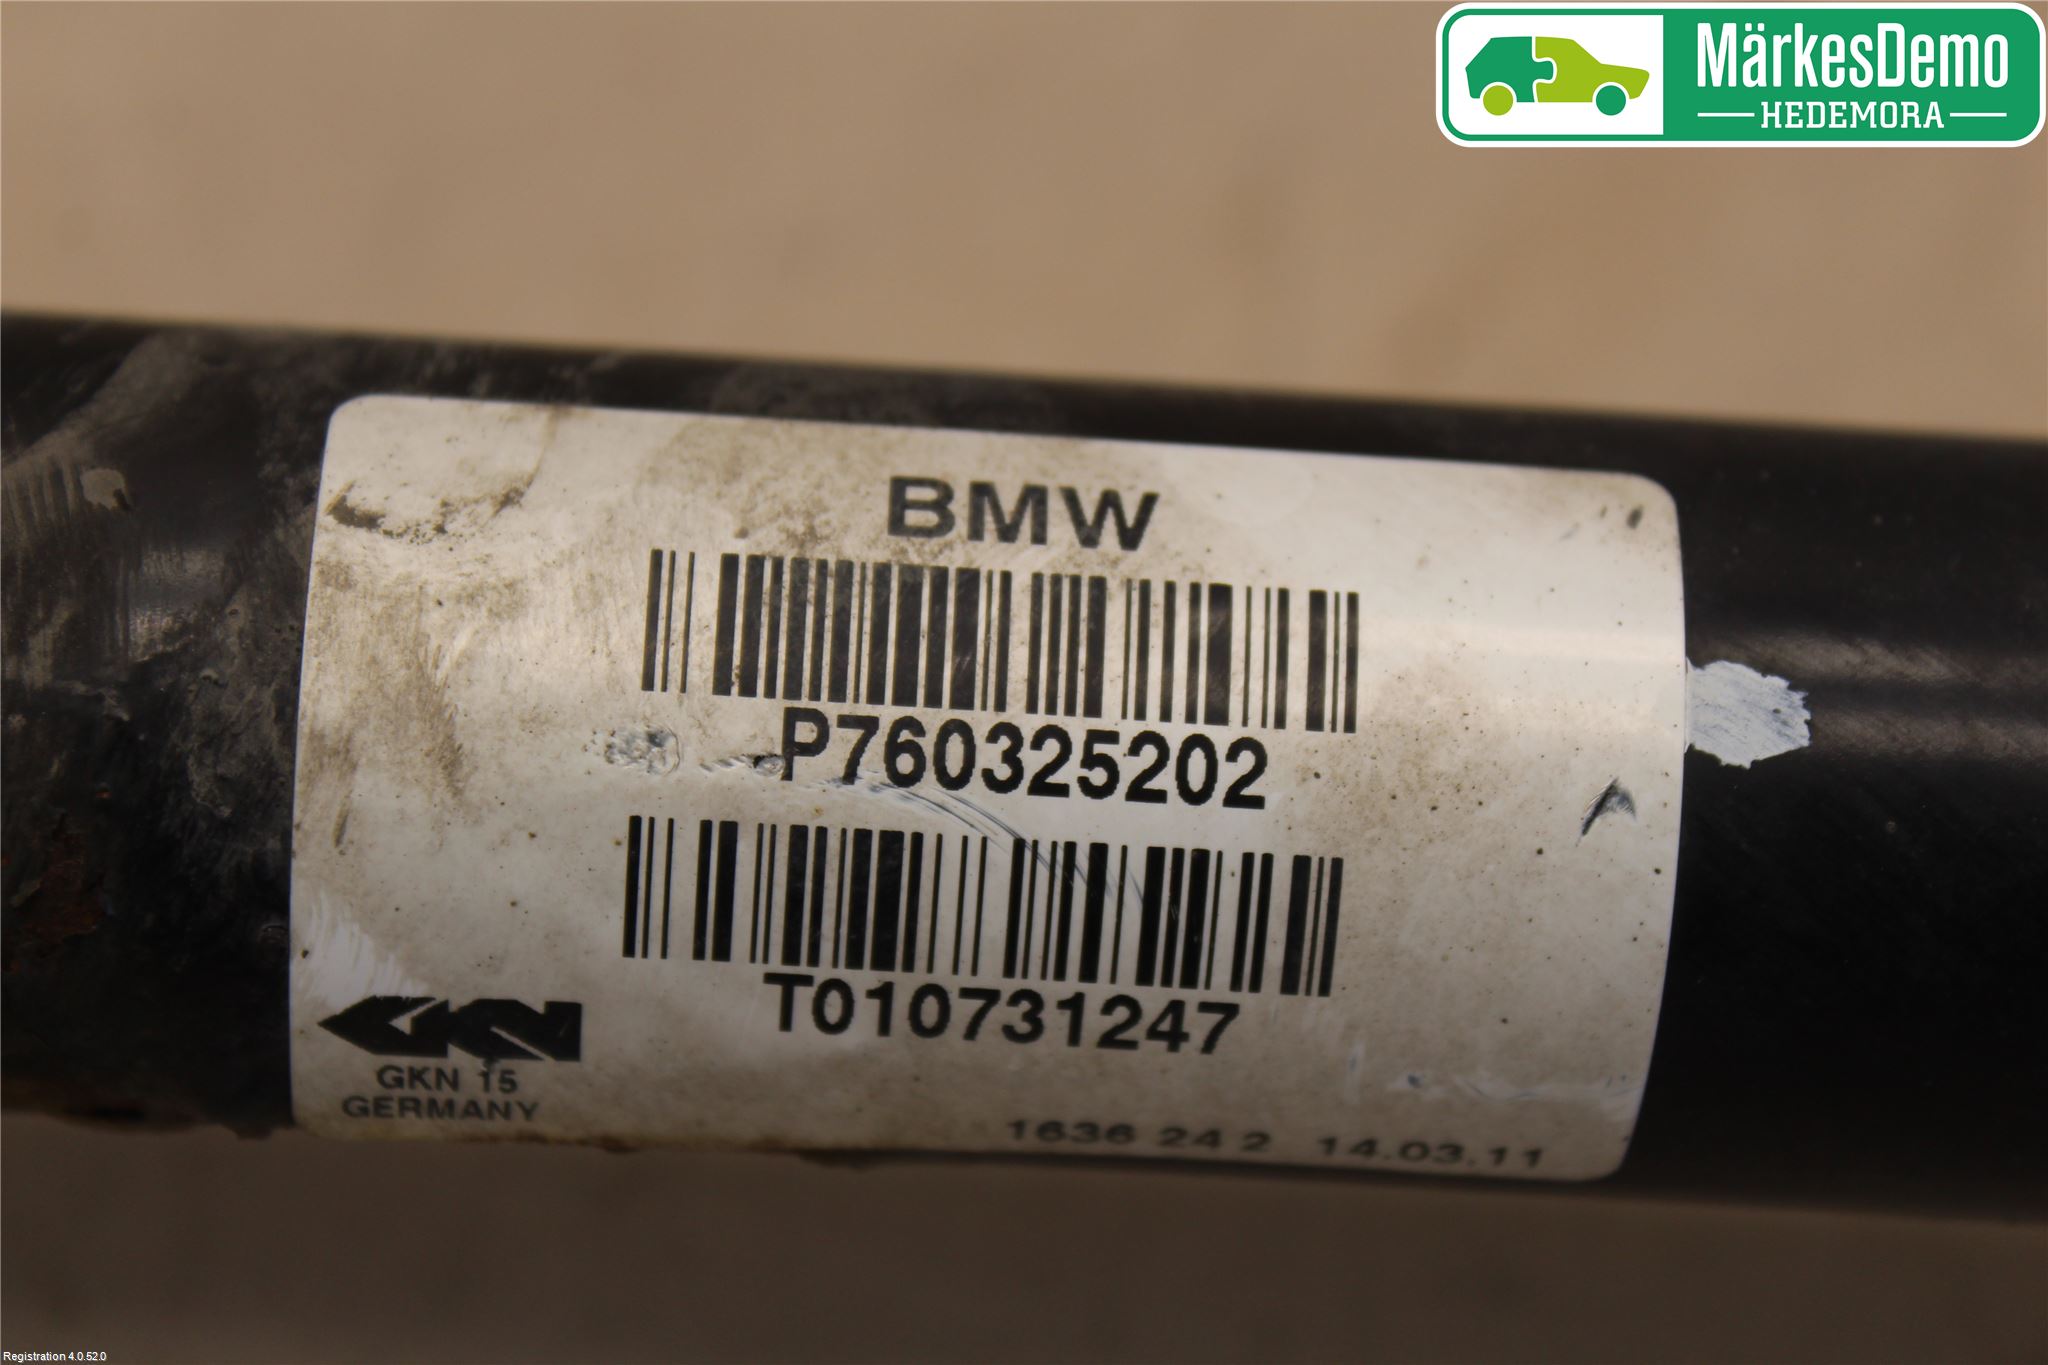 MärkesDemo
HEDEMORA
BMW
P760325202
T010731247
GKN
GKN 15
GERMANY
1636 24 2 14.03.11
Registration 4.0.52.0